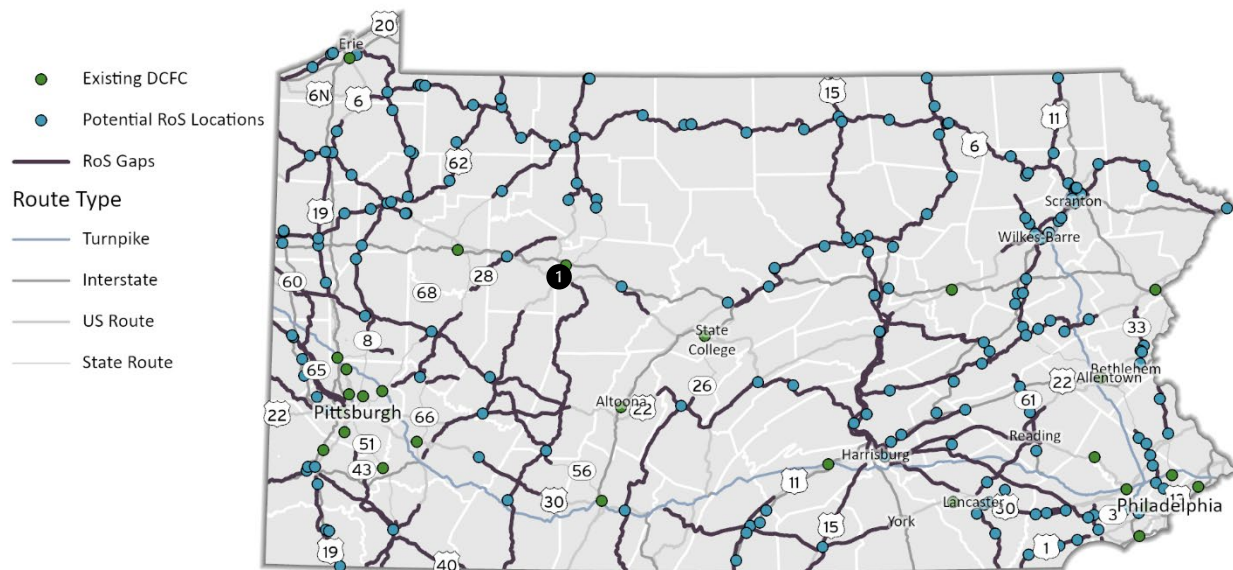 Existing DCFC
Potential RoS Locations
RoS Gaps
Route Type
Turnpike
Interstate
US Route
State Route
20
Erie
6N
6
15
11
62
6
19
Scranton
Wilkes-Barre
28
1
60
68
State
College
33
8
65
Bethlehem
Allentown
22
26
Altoona
22
61
22
Pittsburgh
66
51
Reading
43
Harrisburg
56
11
30
Lancaster
30
Philadelphia
3
15
York
19
1
40